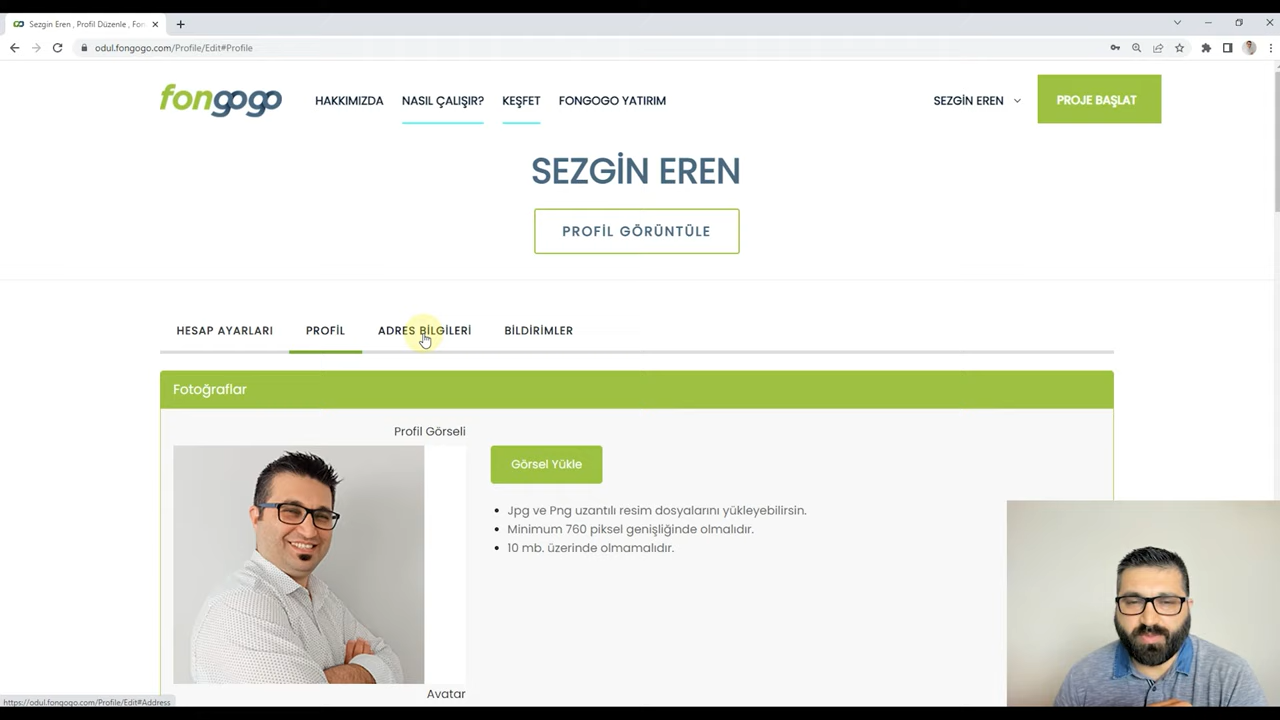 Sezgin Eren , Profil Düzenle , Fon
odul.fongogo.com/Profile/Edit#Profile
fongogo
HAKKIMIZDA NASIL ÇALIŞIR? KEŞFET FONGOGO YATIRIM SEZGİN EREN PROJE BAŞLAT
SEZGİN EREN
PROFİL GÖRÜNTÜLE
HESAP AYARLARI PROFİL ADRES BİLGİLERİ BİLDİRİMLER
Fotoğraflar
Profil Görseli
Görsel Yükle
Jpg ve Png uzantılı resim dosyalarını yükleyebilirsin.
Minimum 760 piksel genişliğinde olmalıdır.
10 mb. üzerinde olmamalıdır.
Avatar
https://odul.fongogo.com/Profile/Edit#Address